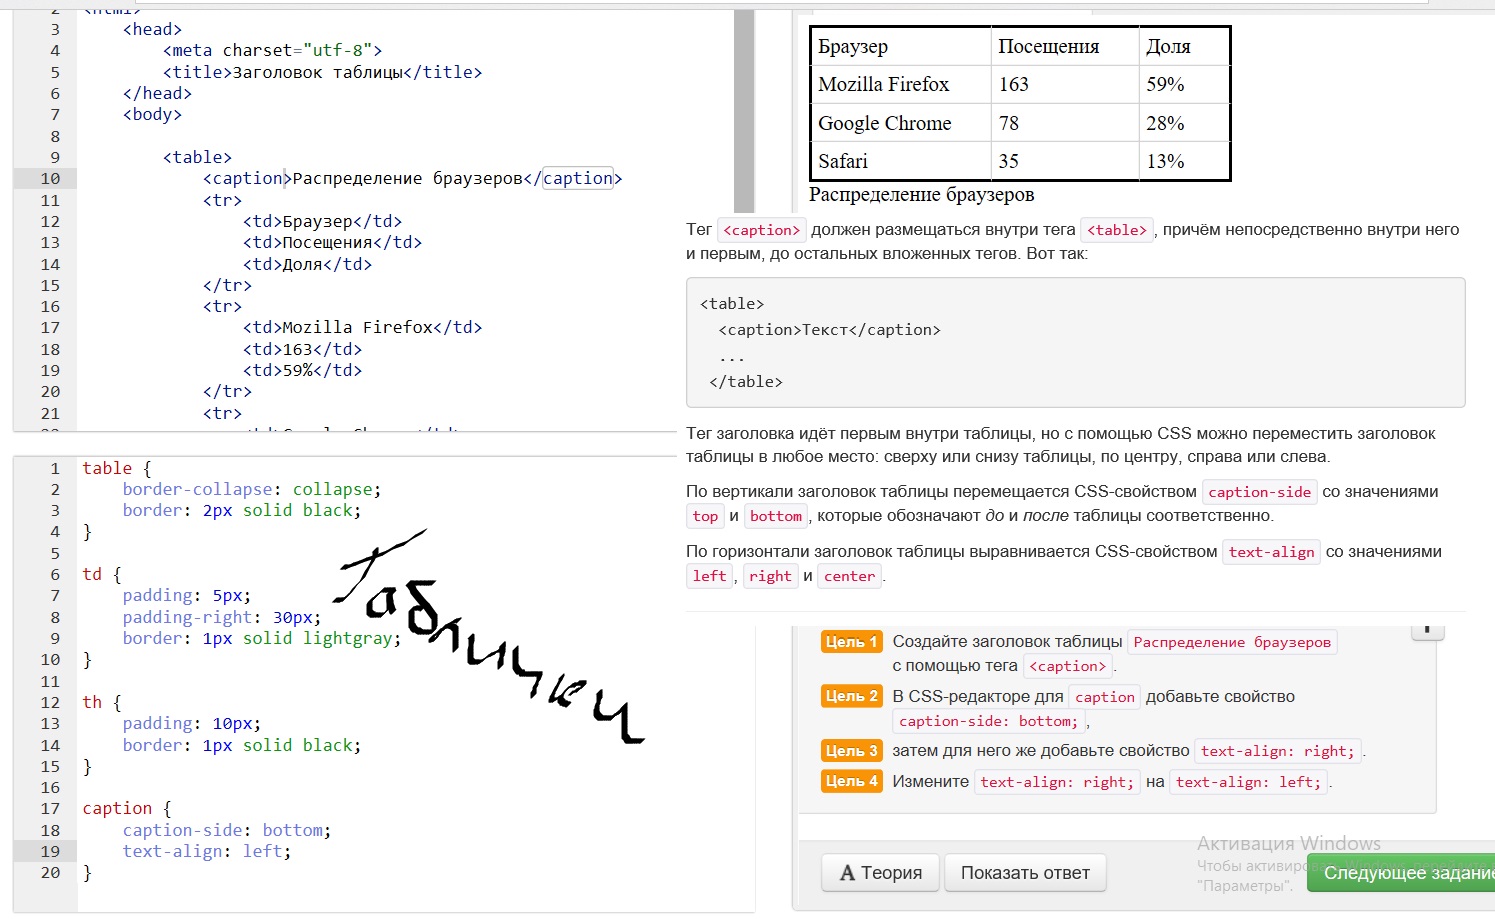 2 <html>
3 <head>
4 <meta charset="utf-8">
5 <title>Заголовок таблицы</title>
6 </head>
7 <body>
8
9 <table>
10 <caption>Распределение браузеров</caption>
11 <tr>
12 <td>Браузер</td>
13 <td>Посещения</td>
14 <td>Доля</td>
15 </tr>
16 <tr>
17 <td>Mozilla Firefox</td>
18 <td>163</td>
19 <td>59%</td>
20 </tr>
21 <tr>
1 table {
2 border-collapse: collapse;
3 border: 2px solid black;
4 }
5
6 td {
7 padding: 5px;
8 padding-right: 30px;
9 border: 1px solid lightgray;
10 }
11
12 th {
13 padding: 10px;
14 border: 1px solid black;
15 }
16
17 caption {
18 caption-side: bottom;
19 text-align: left;
20 }
Таблички
Браузер Посещения Доля
Mozilla Firefox 163 59%
Google Chrome 78 28%
Safari 35 13%
Распределение браузеров
Тег <caption> должен размещаться внутри тега <table>, причём непосредственно внутри него
и первым, до остальных вложенных тегов. Вот так:
<table>
<caption>Текст</caption>
...
</table>
Тег заголовка идёт первым внутри таблицы, но с помощью CSS можно переместить заголовок
таблицы в любое место: сверху или снизу таблицы, по центру, справа или слева.
По вертикали заголовок таблицы перемещается CSS-свойством caption-side со значениями
top и bottom, которые обозначают до и после таблицы соответственно.
По горизонтали заголовок таблицы выравнивается CSS-свойством text-align со значениями
left, right и center.
Цель 1 Создайте заголовок таблицы Распределение браузеров
с помощью тега <caption>.
Цель 2 В CSS-редакторе для caption добавьте свойство
caption-side: bottom;,
Цель 3 затем для него же добавьте свойство text-align: right;.
Цель 4 Измените text-align: right; на text-align: left;.
Активация Windows
Чтобы активировать Windows, перейдите
"Параметры".
A Теория Показать ответ Следующее задание